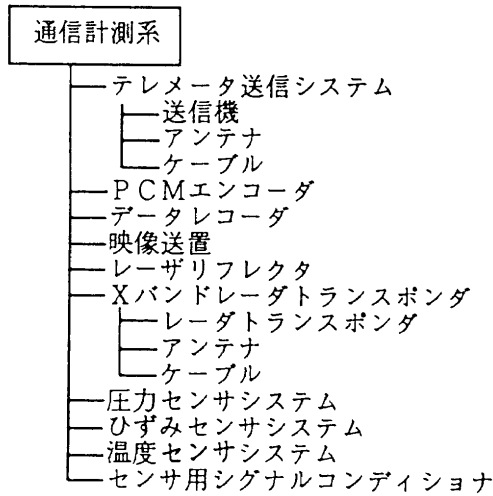 通信計測系
テレメータ送信システム
送信機
アンテナ
ケーブル
PCMエンコーダ
データレコーダ
映像送置
レーザリフレクタ
Xバンドレーダトランスポンダ
レーダトランスポンダ
アンテナ
ケーブル
圧力センサシステム
ひずみセンサシステム
温度センサシステム
センサ用シグナルコンディショナ